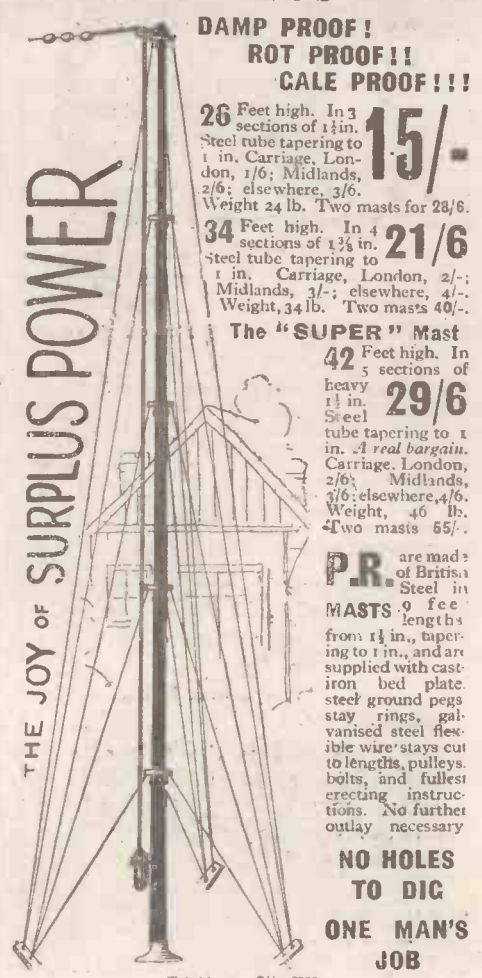 DAMP PROOF!
ROT PROOF!!
GALE PROOF!!!
THE JOY OF SURPLUS POWER
26 Feet high. In 3
sections of 1¼in.
Steel tube tapering to
1 in. Carriage, Lon-
don, 1/6; Midlands,
2/6; elsewhere, 3/6.
Weight 24 lb. Two masts for 28/6.
15/-
34 Feet high. In 4
sections of 1⅜ in.
Steel tube tapering to
1 in. Carriage, London, 2/-;
Midlands, 3/-; elsewhere, 4/-.
Weight, 34 lb. Two masts 40/-.
21/6
The "SUPER" Mast
42 Feet high. In
5 sections of
heavy
1½ in.
Steel
29/6
tube tapering to 1
in. A real bargain.
Carriage. London,
2/6; Midlands,
3/6; elsewhere, 4/6.
Weight, 46 lb.
Two masts 55/-.
P.R. MASTS
are made
of British
Steel in
9 fee
lengths
from 1½ in., taper-
ing to 1 in., and are
supplied with cast-
iron bed plate.
steel ground pegs
stay rings, gal-
vanised steel flex-
ible wire stays cut
to lengths, pulleys.
bolts, and fullest
erecting instruc-
tions. No further
outlay necessary
NO HOLES
TO DIG
ONE MAN'S
JOB